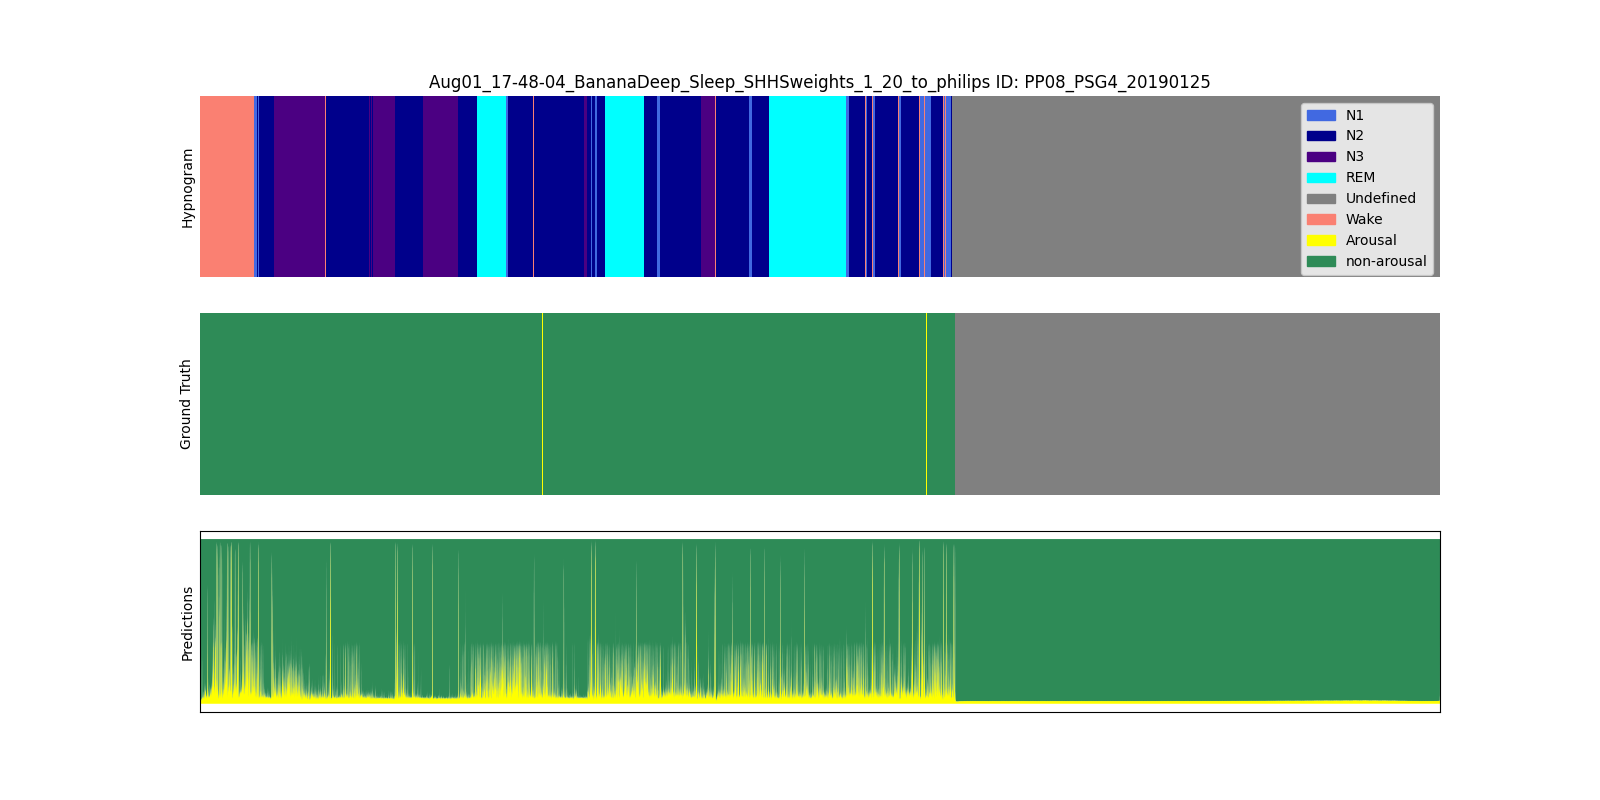 Aug01_17-48-04_BananaDeep_Sleep_SHHSweights_1_20_to_philips ID: PP08_PSG4_20190125
Hypnogram
N1
N2
N3
REM
Undefined
Wake
Arousal
non-arousal
Ground Truth
Predictions